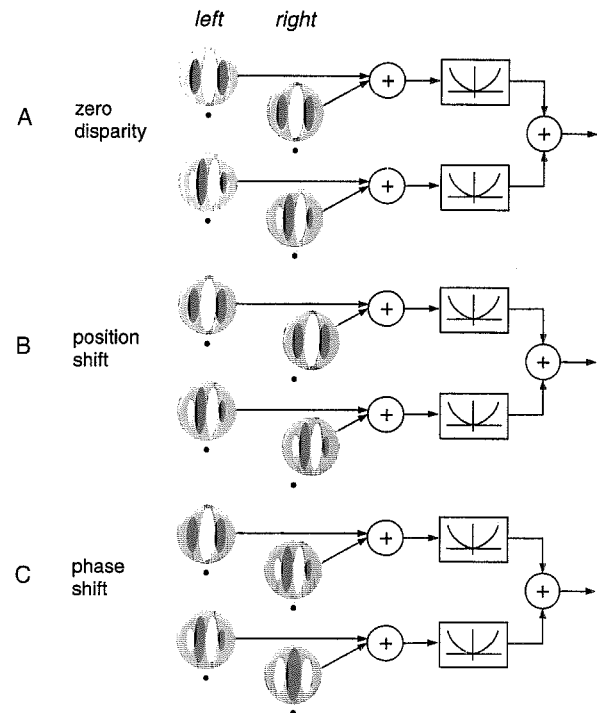 left right
A zero
disparity
+ + + 
B position
shift
+ + +
C phase
shift
+ + +